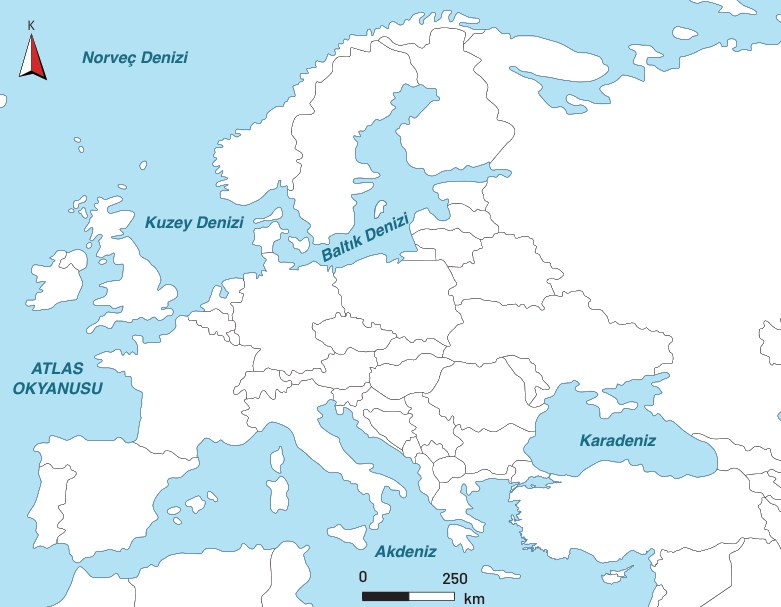 K
Norveç Denizi
Kuzey Denizi
Baltık Denizi
ATLAS
OKYANUSU
Karadeniz
Akdeniz
0 250
km